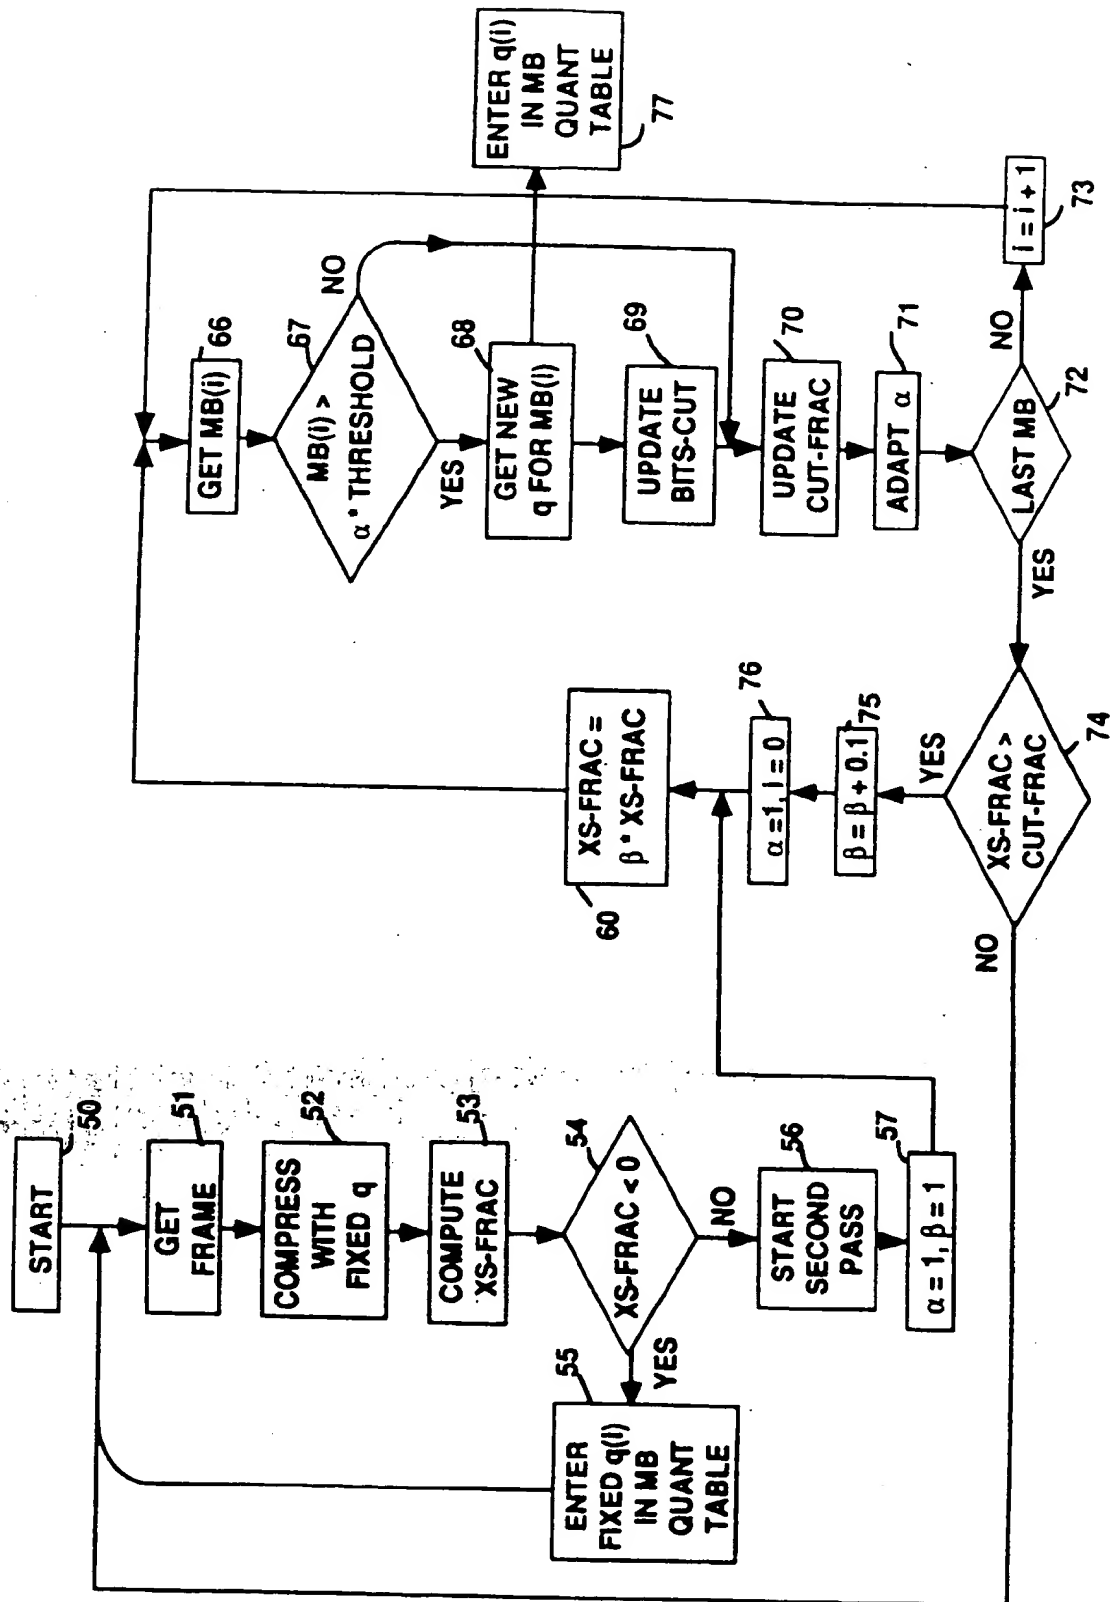 START
50
GET
FRAME
51
COMPRESS
WITH
FIXED q
52
COMPUTE
XS-FRAC
53
XS-FRAC < 0
54
YES
NO
ENTER
FIXED q(i)
IN MB
QUANT
TABLE
55
START
SECOND
PASS
56
α = 1, β = 1
57
XS-FRAC =
β * XS-FRAC
60
α = 1, i = 0
76
β = β + 0.1
75
YES
XS-FRAC >
CUT-FRAC
74
NO
GET MB(i)
66
MB(i) >
α * THRESHOLD
67
NO
YES
GET NEW
q FOR MB(i)
68
ENTER q(i)
IN MB
QUANT
TABLE
77
UPDATE
BITS-CUT
69
UPDATE
CUT-FRAC
70
ADAPT α
71
LAST MB
72
YES
NO
i = i + 1
73